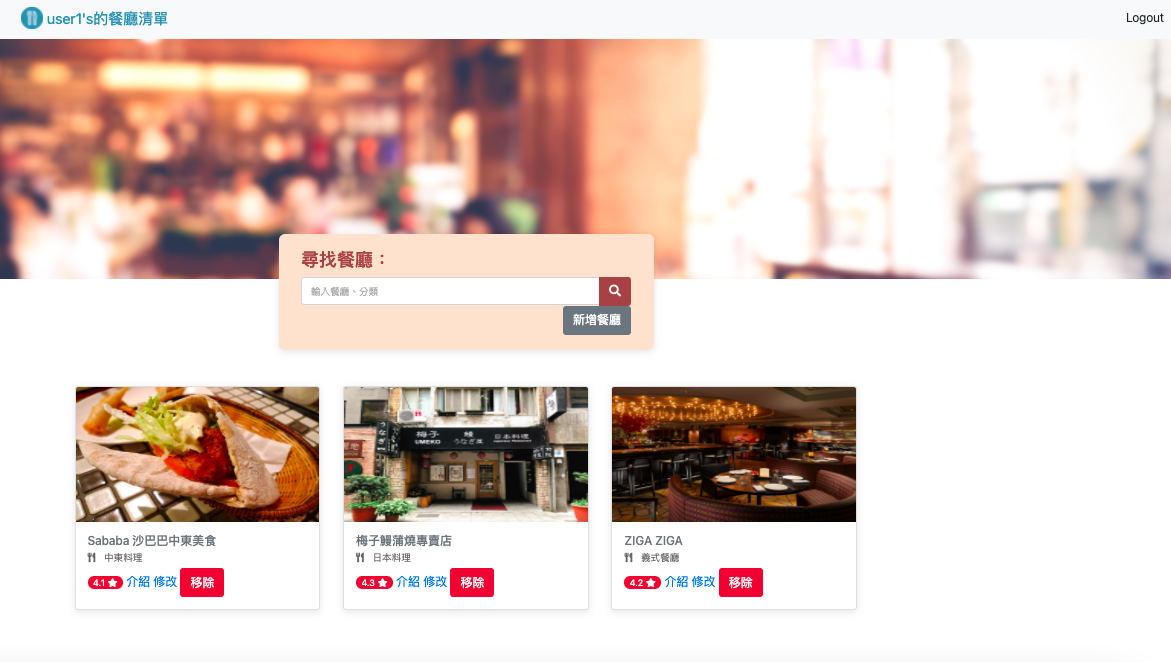 user1's的餐廳清單
Logout
尋找餐廳：
輸入餐廳、分類
新增餐廳
梅子 鰻 日本料理
UMEKO うなぎ屋
Sababa 沙巴巴中東美食
中東料理
4.1 介紹 修改 移除
梅子鰻蒲燒專賣店
日本料理
4.3 介紹 修改 移除
ZIGA ZIGA
義式餐廳
4.2 介紹 修改 移除